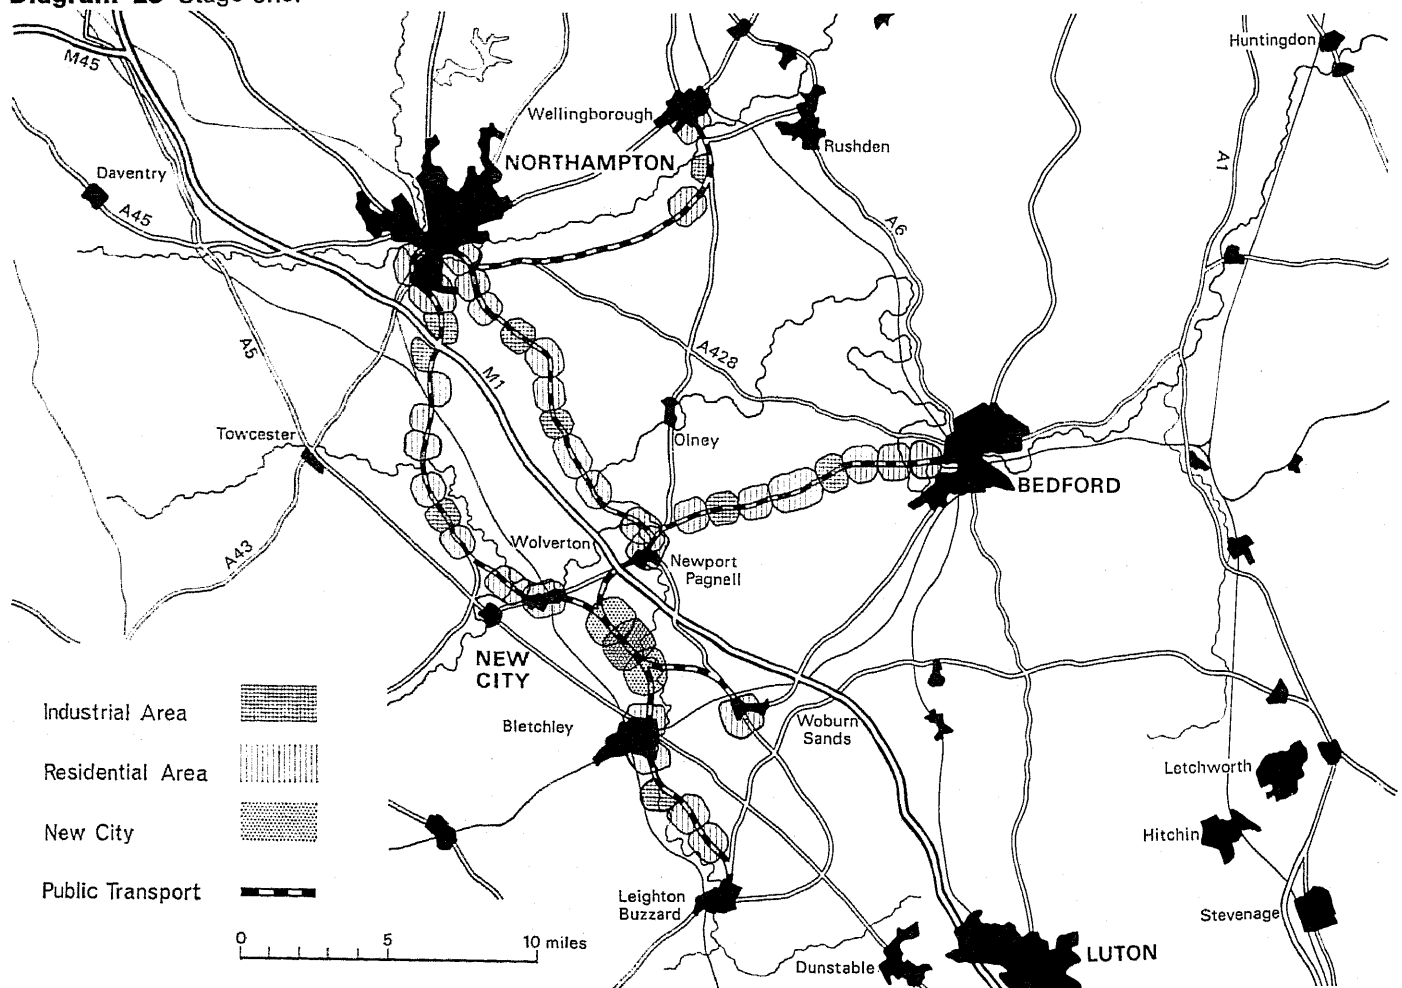 Diagram 23 Stage one.
M45
Huntingdon
Wellingborough
Rushden
NORTHAMPTON
A1
Daventry
A45
A6
A5
A428
M1
Towcester
Olney
BEDFORD
A43
Wolverton
Newport
Pagnell
NEW
CITY
Bletchley
Woburn
Sands
Industrial Area
Residential Area
New City
Public Transport
0 5 10 miles
Letchworth
Hitchin
Stevenage
Leighton
Buzzard
Dunstable
LUTON